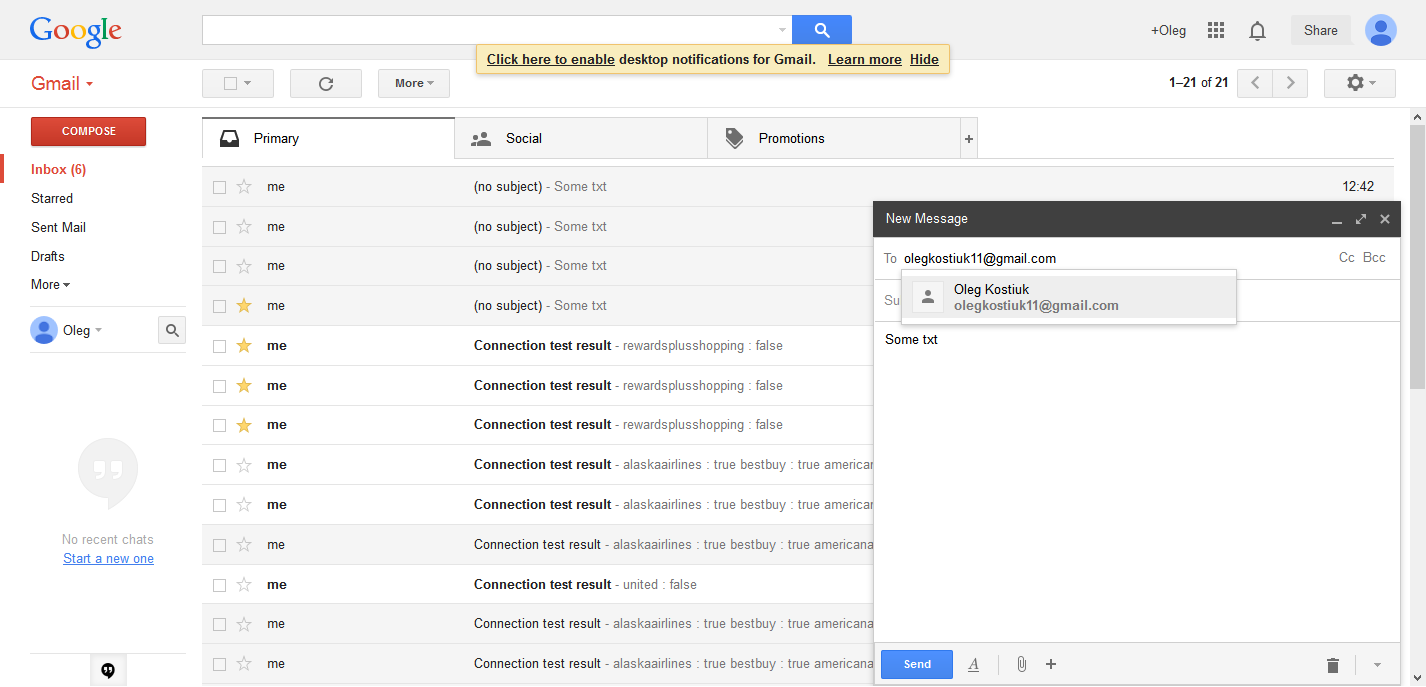 Google
+Oleg
Share
Click here to enable desktop notifications for Gmail. Learn more Hide
Gmail
More
1–21 of 21
COMPOSE
Inbox (6)
Starred
Sent Mail
Drafts
More
Oleg
No recent chats
Start a new one
Primary
Social
Promotions
+
me (no subject) - Some txt 12:42
me (no subject) - Some txt
me (no subject) - Some txt
me (no subject) - Some txt
me Connection test result - rewardsplusshopping : false
me Connection test result - rewardsplusshopping : false
me Connection test result - rewardsplusshopping : false
me Connection test result - alaskaairlines : true bestbuy : true american
me Connection test result - alaskaairlines : true bestbuy : true americana
me Connection test result - alaskaairlines : true bestbuy : true americana
me Connection test result - united : false
me Connection test result - alaskaairlines : true bestbuy : true americana
me Connection test result - alaskaairlines : true bestbuy : true americana
New Message
To olegkostiuk11@gmail.com Cc Bcc
Su
Oleg Kostiuk
olegkostiuk11@gmail.com
Some txt
Send A +